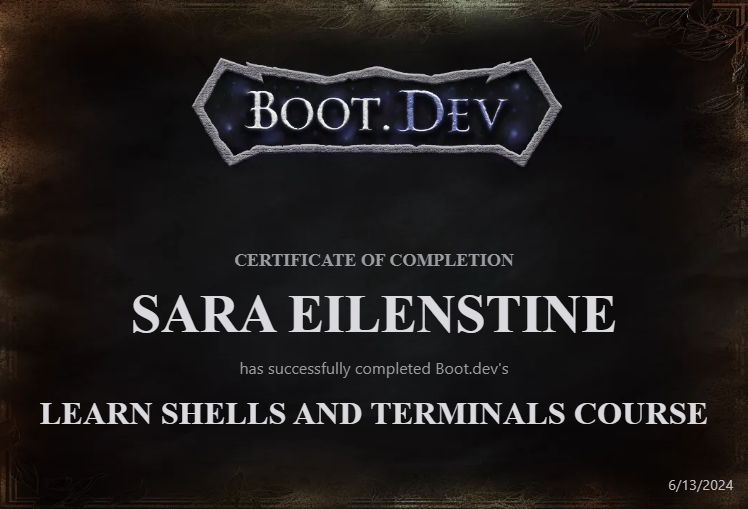 BOOT.DEV
CERTIFICATE OF COMPLETION
SARA EILENSTINE
has successfully completed Boot.dev's
LEARN SHELLS AND TERMINALS COURSE
6/13/2024